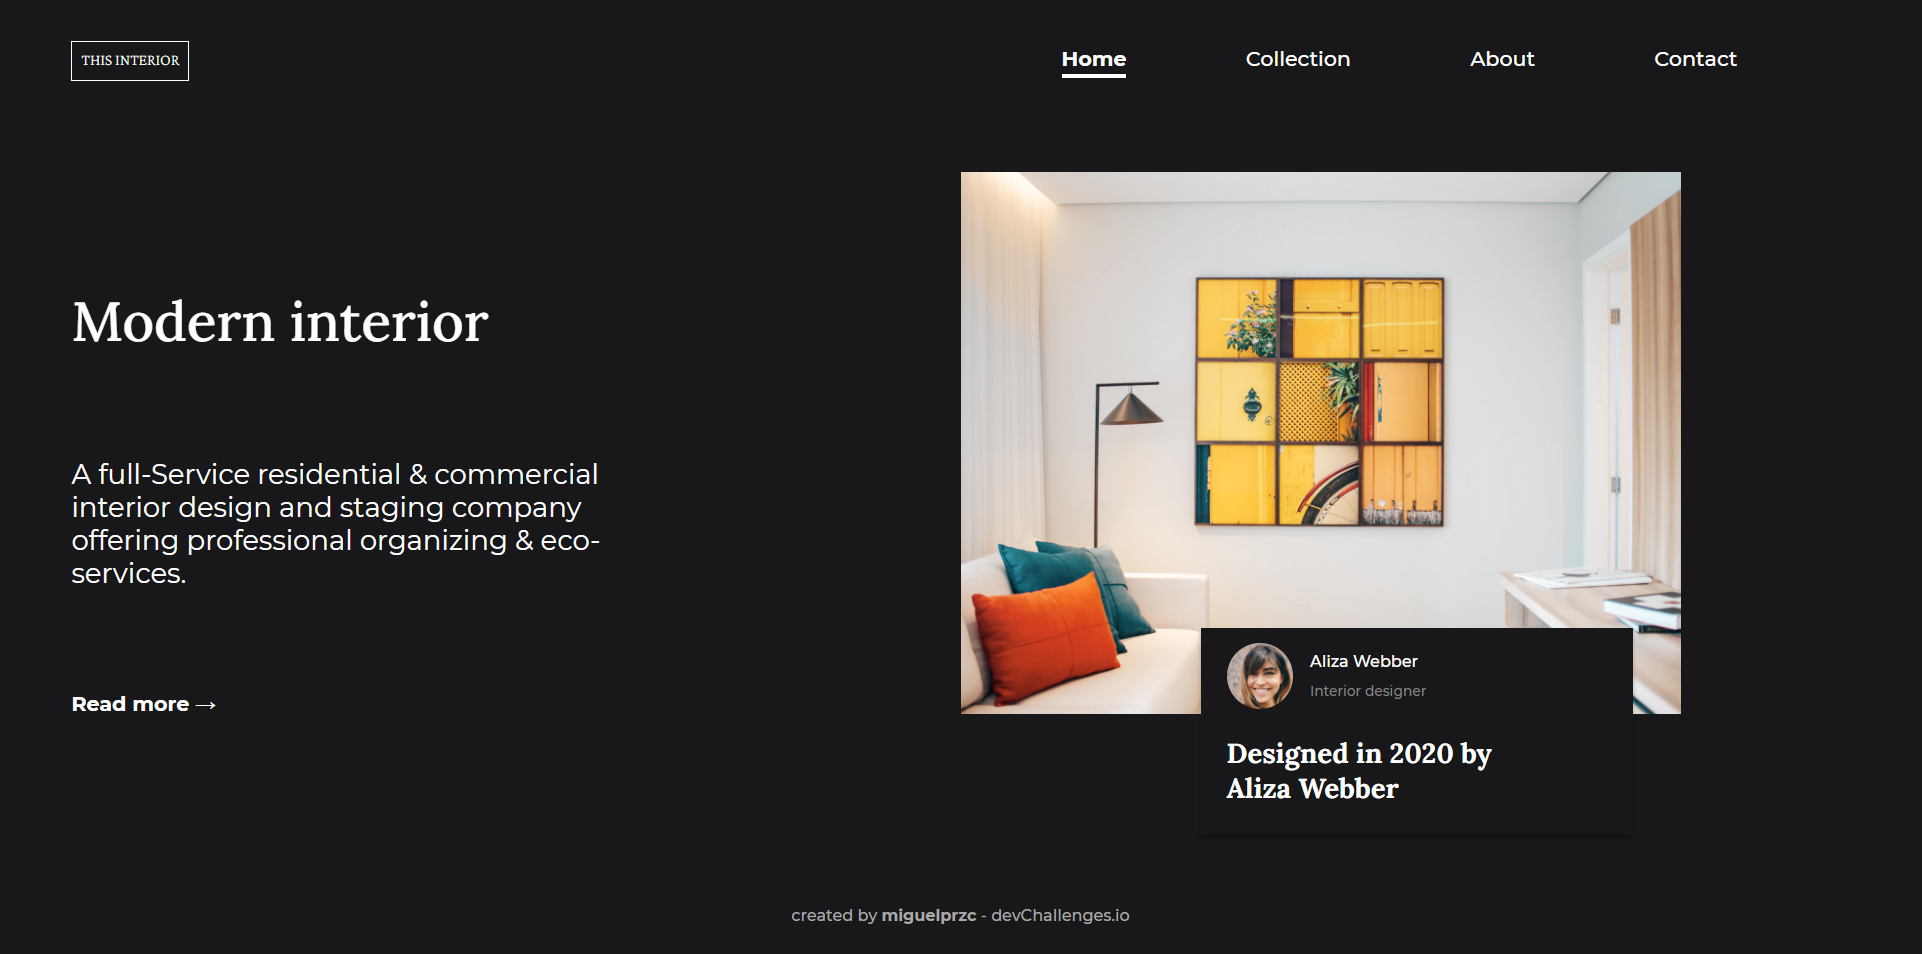 THIS INTERIOR
Home Collection About Contact
Modern interior
A full-Service residential & commercial
interior design and staging company
offering professional organizing & eco-
services.
Read more →
Aliza Webber
Interior designer
Designed in 2020 by
Aliza Webber
created by miguelprzc - devChallenges.io